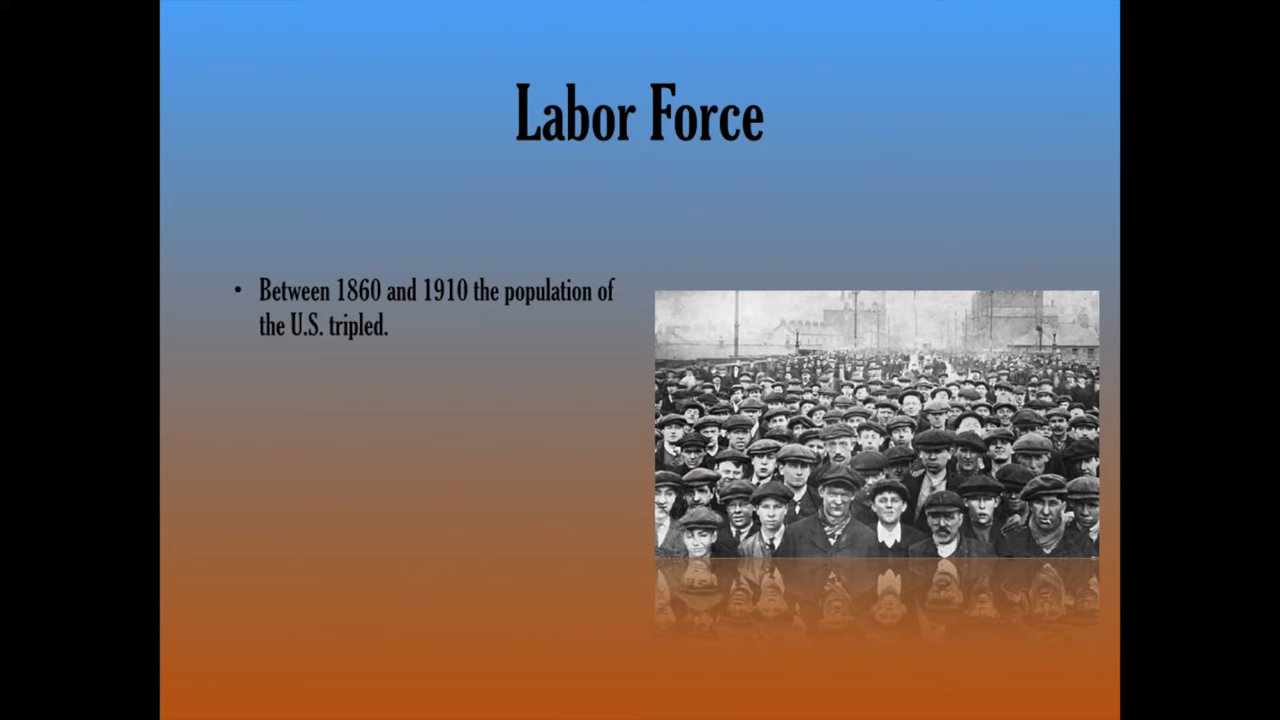 Labor Force
• Between 1860 and 1910 the population of
the U.S. tripled.